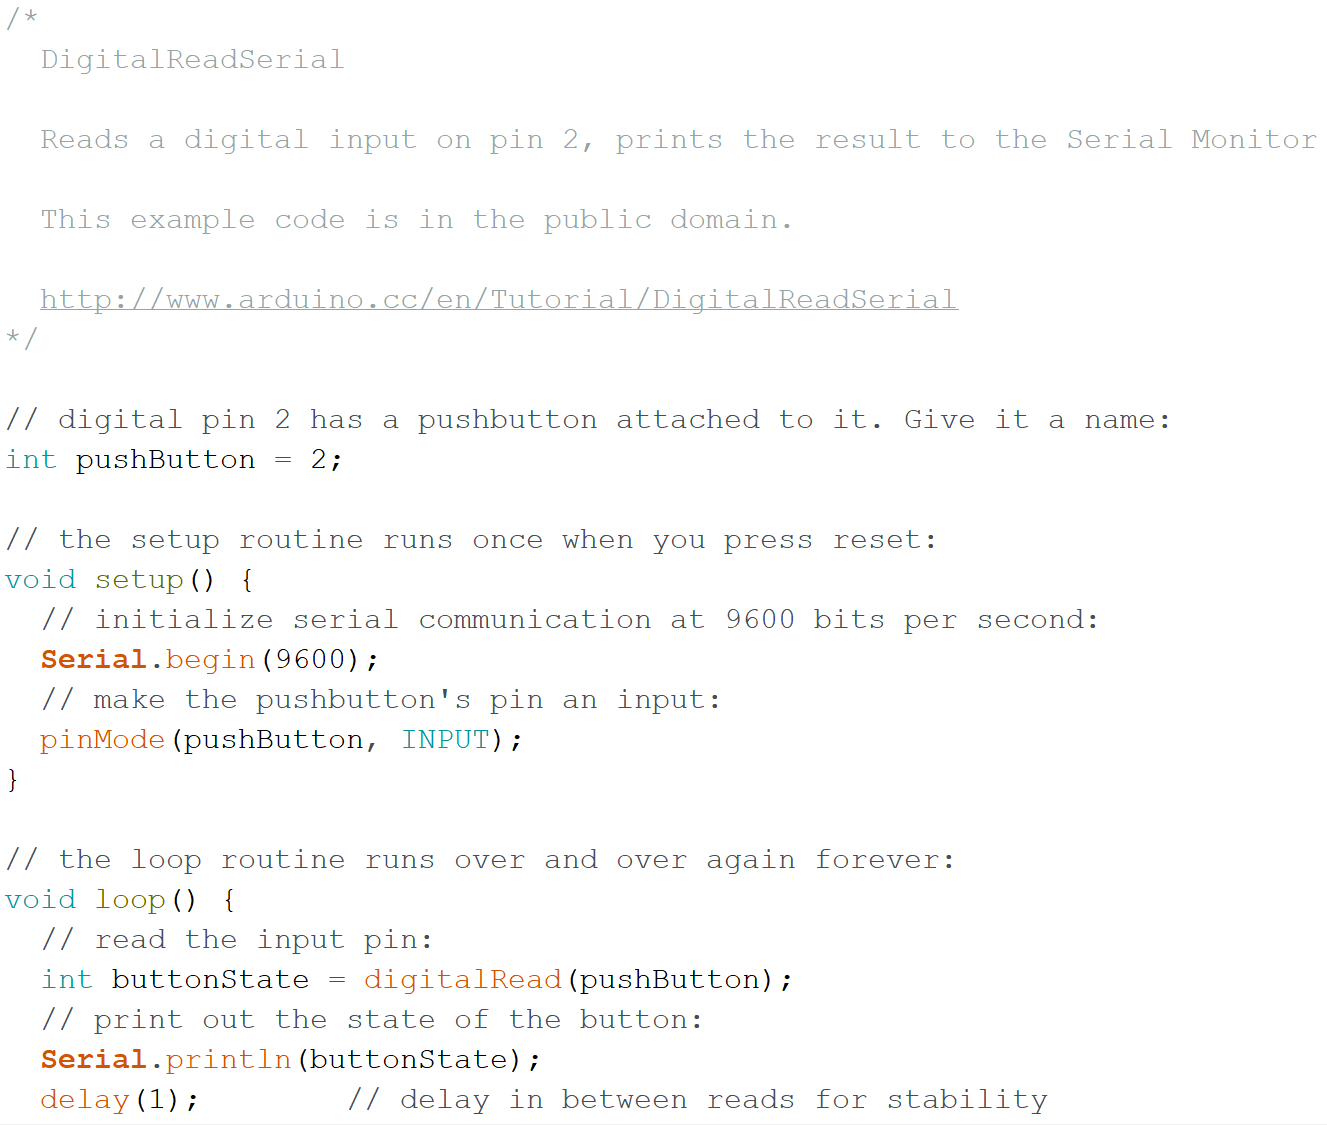 /*
  DigitalReadSerial

  Reads a digital input on pin 2, prints the result to the Serial Monitor

  This example code is in the public domain.

  http://www.arduino.cc/en/Tutorial/DigitalReadSerial
*/

// digital pin 2 has a pushbutton attached to it. Give it a name:
int pushButton = 2;

// the setup routine runs once when you press reset:
void setup() {
  // initialize serial communication at 9600 bits per second:
  Serial.begin(9600);
  // make the pushbutton's pin an input:
  pinMode(pushButton, INPUT);
}

// the loop routine runs over and over again forever:
void loop() {
  // read the input pin:
  int buttonState = digitalRead(pushButton);
  // print out the state of the button:
  Serial.println(buttonState);
  delay(1);        // delay in between reads for stability